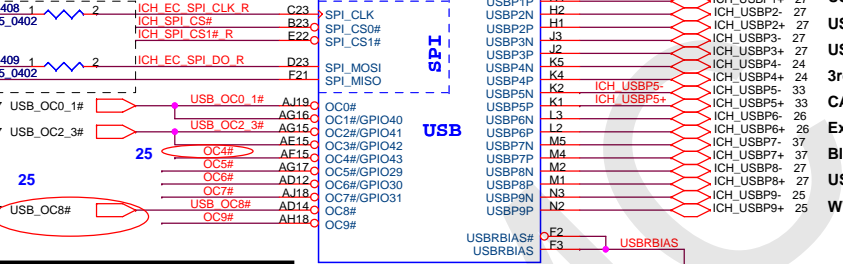 408 1 2 ICH_EC_SPI_CLK_R C23 SPI_CLK USBP2N H2 ICH_USBP2- 27
5_0402 ICH_SPI_CS# B23 SPI_CS0# USBP2P H1 ICH_USBP2+ 27 US
ICH_SPI_CS1#_R E22 SPI_CS1# USBP3N J3 ICH_USBP3- 27
SPI USBP3P J2 ICH_USBP3+ 27 US
409 1 2 ICH_EC_SPI_DO_R D23 SPI_MOSI USBP4N K5 ICH_USBP4- 24
5_0402 F21 SPI_MISO USBP4P K4 ICH_USBP4+ 24 3r
USBP5N K2 ICH_USBP5- ICH_USBP5- 33
USB_OC0_1# USB_OC0_1# AJ19 OC0# USBP5P K1 ICH_USBP5+ ICH_USBP5+ 33 CA
AG16 OC1#/GPIO40 USBP6N L3 ICH_USBP6- 26
USB_OC2_3# USB_OC2_3# AG15 OC2#/GPIO41 USB USBP6P L2 ICH_USBP6+ 26 Ex
AE15 OC3#/GPIO42 USBP7N M5 ICH_USBP7- 37
25 OC4# AF15 OC4#/GPIO43 USBP7P M4 ICH_USBP7+ 37 Bl
OC5# AG17 OC5#/GPIO29 USBP8N M2 ICH_USBP8- 27
25 OC6# AD12 OC6#/GPIO30 USBP8P M1 ICH_USBP8+ 27 US
OC7# AJ18 OC7#/GPIO31 USBP9N N3 ICH_USBP9- 25
USB_OC8# USB_OC8# AD14 OC8# USBP9P N2 ICH_USBP9+ 25 W
OC9# AH18 OC9#
USBRBIAS# F2
USBRBIAS F3 USBRBIAS